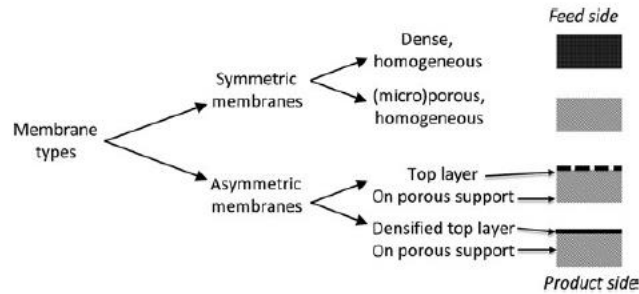 Feed side
Dense,
homogeneous
Symmetric
membranes
(micro)porous,
homogeneous
Membrane
types
Asymmetric
membranes
Top layer
On porous support
Densified top layer
On porous support
Product side